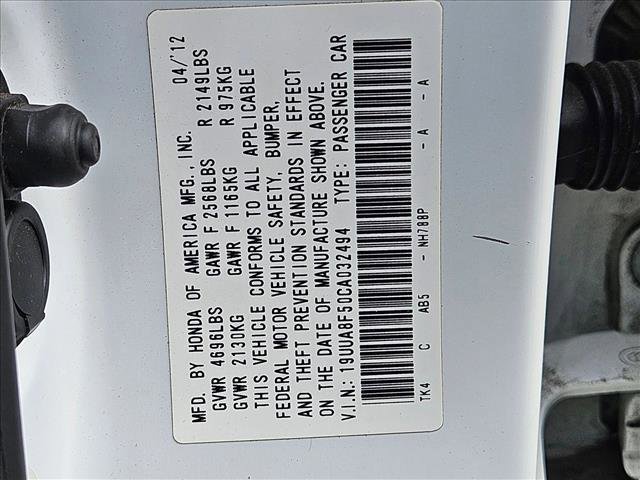 MFD. BY HONDA OF AMERICA MFG., INC. 04/'12
GVWR 4696LBS GAWR F 2568LBS R 2149LBS
GVWR 2130KG GAWR F 1165KG R 975KG
THIS VEHICLE CONFORMS TO ALL APPLICABLE
FEDERAL MOTOR VEHICLE SAFETY, BUMPER,
AND THEFT PREVENTION STANDARDS IN EFFECT
ON THE DATE OF MANUFACTURE SHOWN ABOVE.
V.I.N.: 19UUA8F50CA032494 TYPE: PASSENGER CAR
TK4 C AB5 - NH788P - A - A